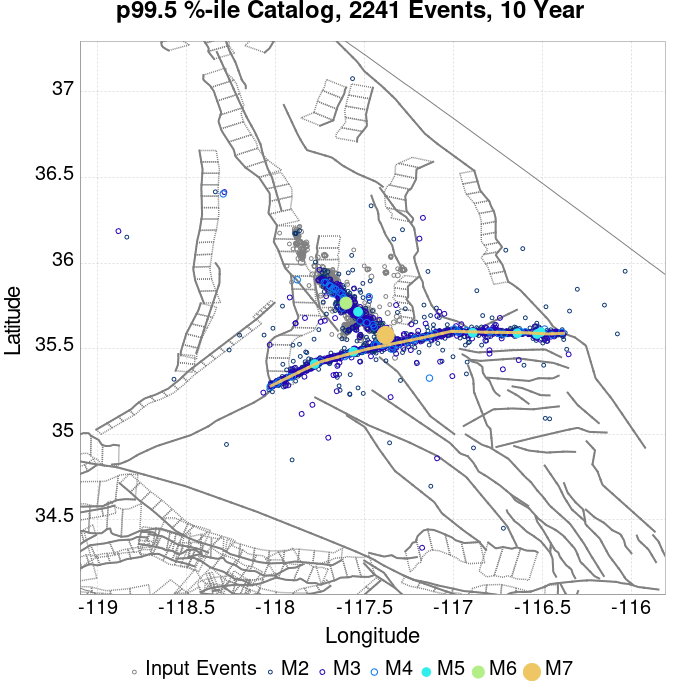 p99.5 %-ile Catalog, 2241 Events, 10 Year
37
36.5
36
35.5
35
34.5
Latitude
-119 -118.5 -118 -117.5 -117 -116.5 -116
Longitude
Input Events M2 M3 M4 M5 M6 M7